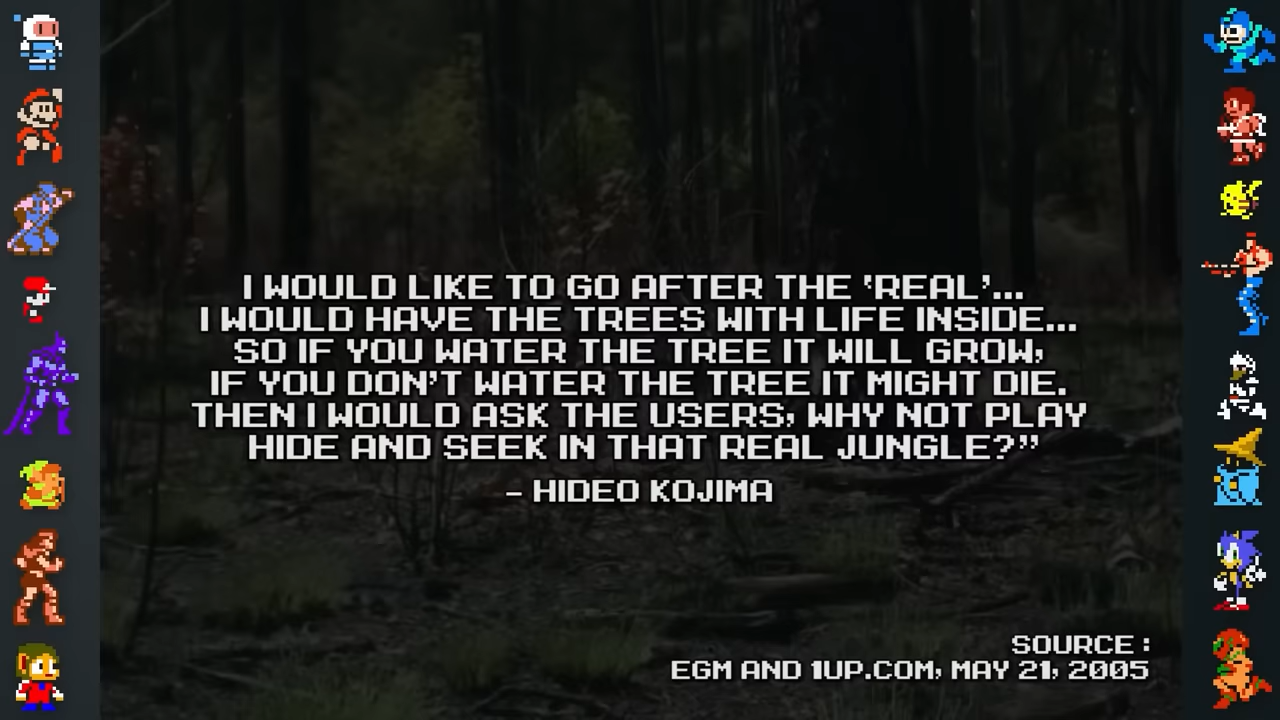 I WOULD LIKE TO GO AFTER THE 'REAL'...
I WOULD HAVE THE TREES WITH LIFE INSIDE...
SO IF YOU WATER THE TREE IT WILL GROW,
IF YOU DON'T WATER THE TREE IT MIGHT DIE.
THEN I WOULD ASK THE USERS, WHY NOT PLAY
HIDE AND SEEK IN THAT REAL JUNGLE?"
– HIDEO KOJIMA
SOURCE :
EGM AND 1UP.COM, MAY 21, 2005